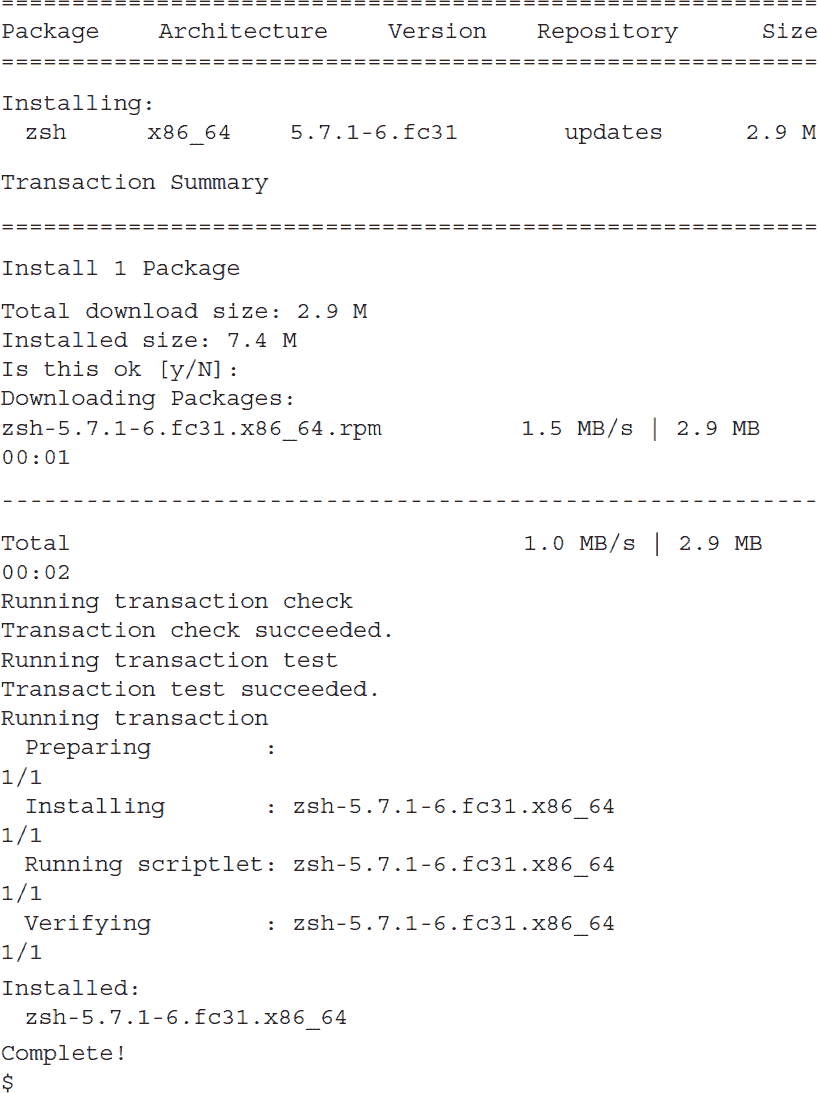 ==========================================================
Package    Architecture    Version    Repository      Size
==========================================================
Installing:
  zsh      x86_64    5.7.1-6.fc31        updates      2.9 M
Transaction Summary
==========================================================
Install 1 Package
Total download size: 2.9 M
Installed size: 7.4 M
Is this ok [y/N]:
Downloading Packages:
zsh-5.7.1-6.fc31.x86_64.rpm          1.5 MB/s | 2.9 MB
00:01
----------------------------------------------------------
Total                                1.0 MB/s | 2.9 MB
00:02
Running transaction check
Transaction check succeeded.
Running transaction test
Transaction test succeeded.
Running transaction
  Preparing        :
1/1
  Installing       : zsh-5.7.1-6.fc31.x86_64
1/1
  Running scriptlet: zsh-5.7.1-6.fc31.x86_64
1/1
  Verifying        : zsh-5.7.1-6.fc31.x86_64
1/1
Installed:
  zsh-5.7.1-6.fc31.x86_64
Complete!
$